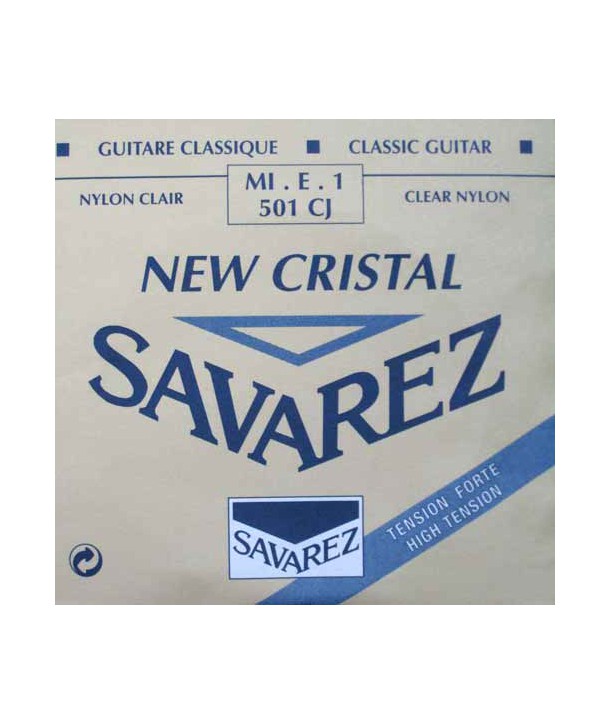 GUITARE CLASSIQUE ■ CLASSIC GUITAR
NYLON CLAIR
MI . E . 1
501 CJ
CLEAR NYLON
NEW CRISTAL
SAVAREZ
TENSION FORTE
HIGH TENSION
SAVAREZ